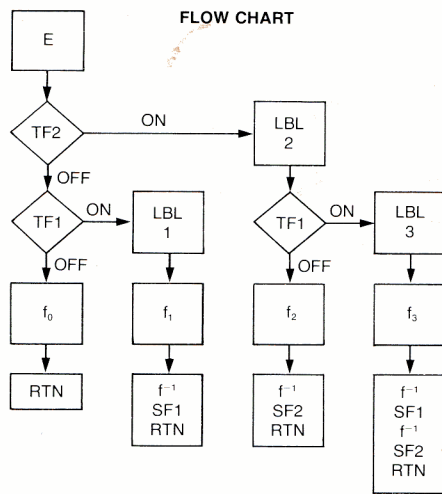 FLOW CHART
E
TF2
ON
LBL
2
OFF
TF1
ON
LBL
1
TF1
ON
LBL
3
OFF
OFF
f₀
f₁
f₂
f₃
RTN
f⁻¹
SF1
RTN
f⁻¹
SF2
RTN
f⁻¹
SF1
f⁻¹
SF2
RTN